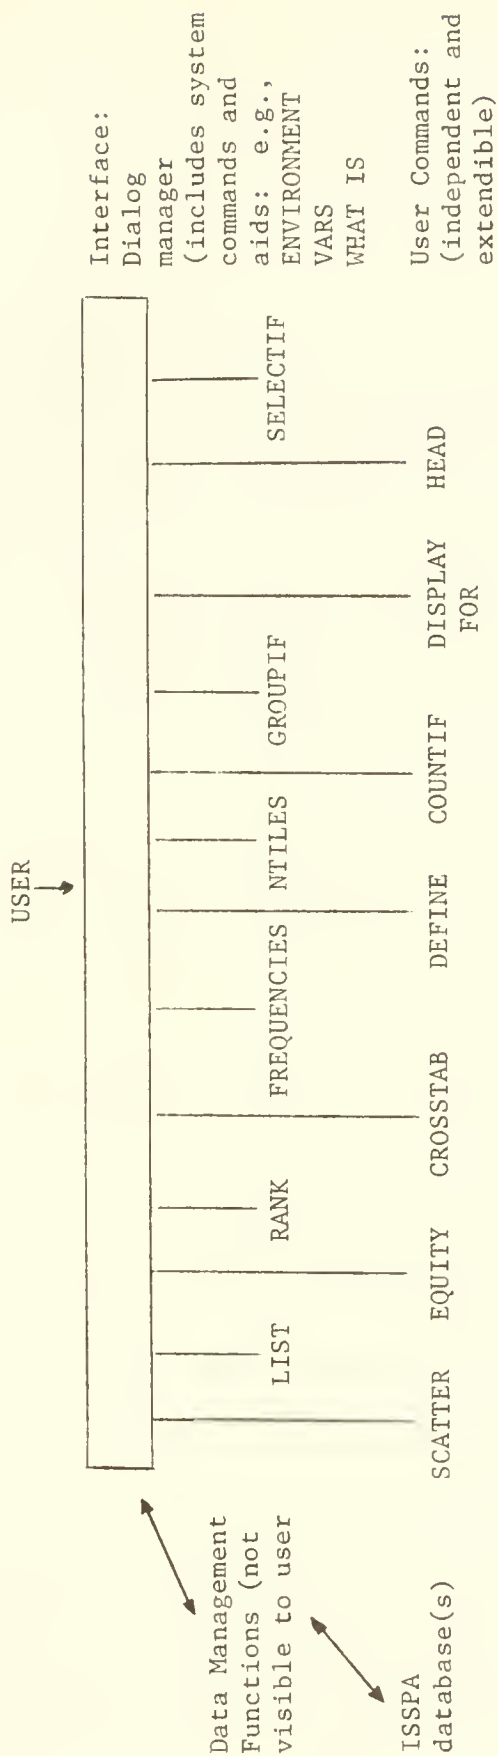 USER
Interface:
Dialog
manager
(includes system
commands and
aids: e.g.,
ENVIRONMENT
VARS
WHAT IS
LIST
RANK
FREQUENCIES
NTILES
GROUPIF
SELECTIF
SCATTER
EQUITY
CROSSTAB
DEFINE
COUNTIF
DISPLAY
FOR
HEAD
User Commands:
(independent and
extendible
Data Management
Functions (not
visible to user
ISSPA
database(s)